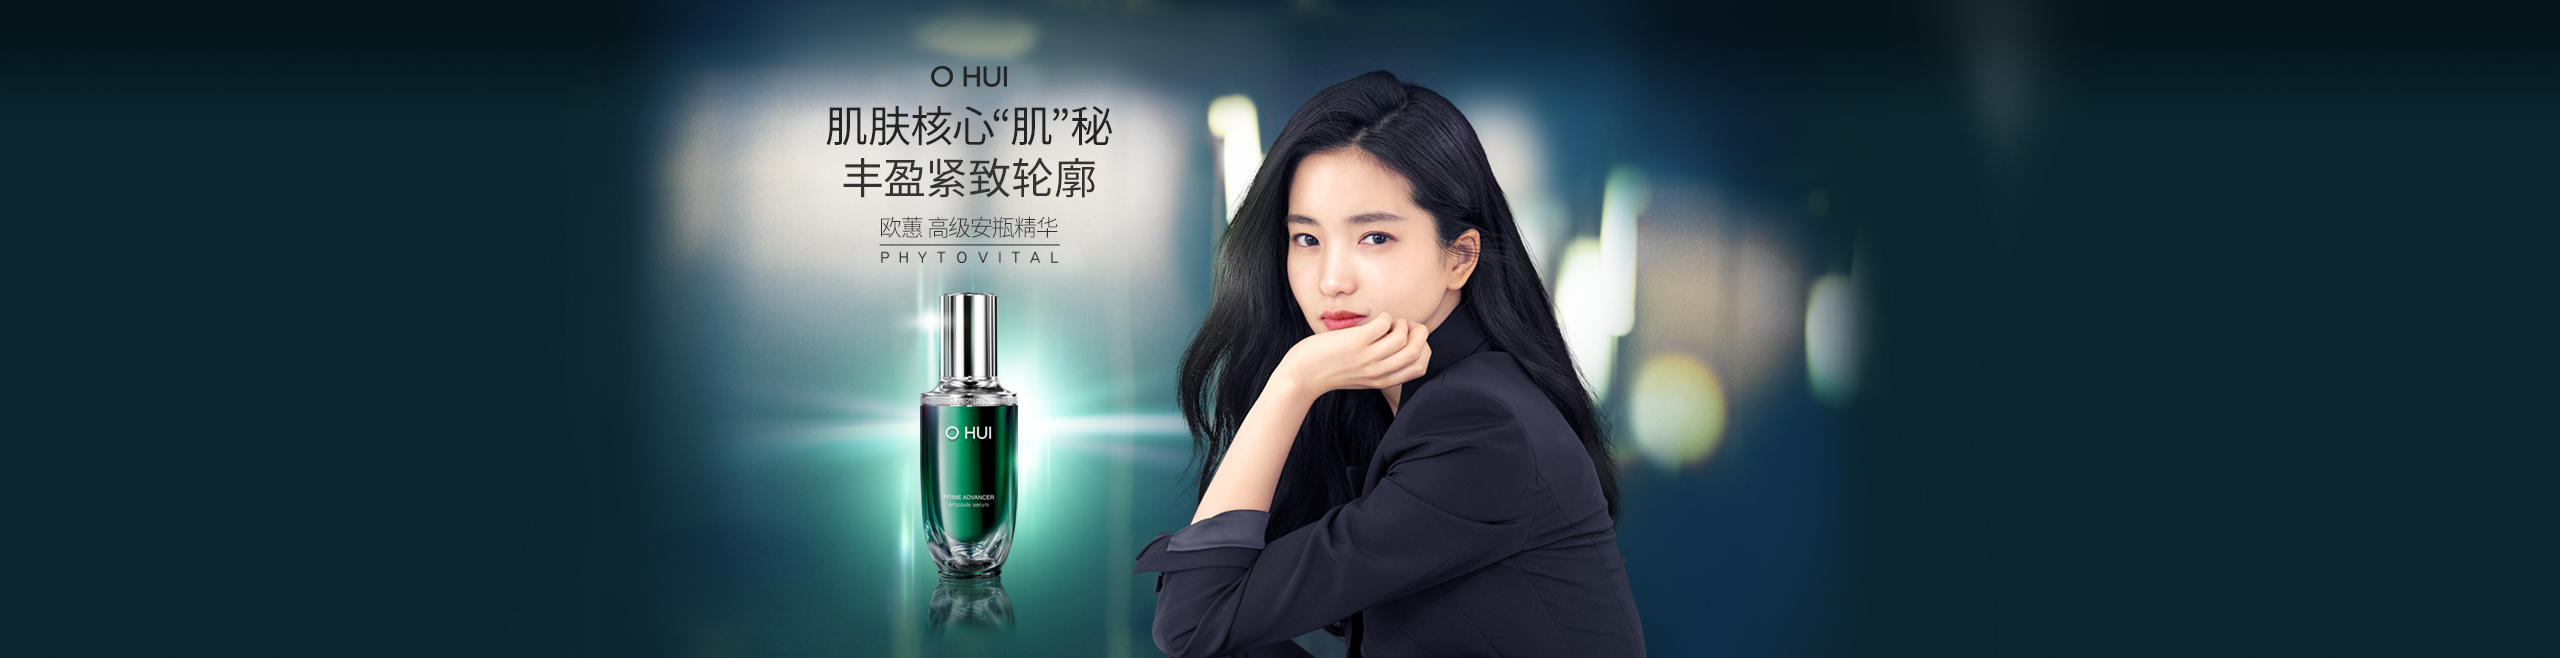 O HUI
肌肤核心“肌”秘
丰盈紧致轮廓
欧蕙 高级安瓶精华
PHYTOVITAL
O HUI
PRIME ADVANCER
ampoule serum